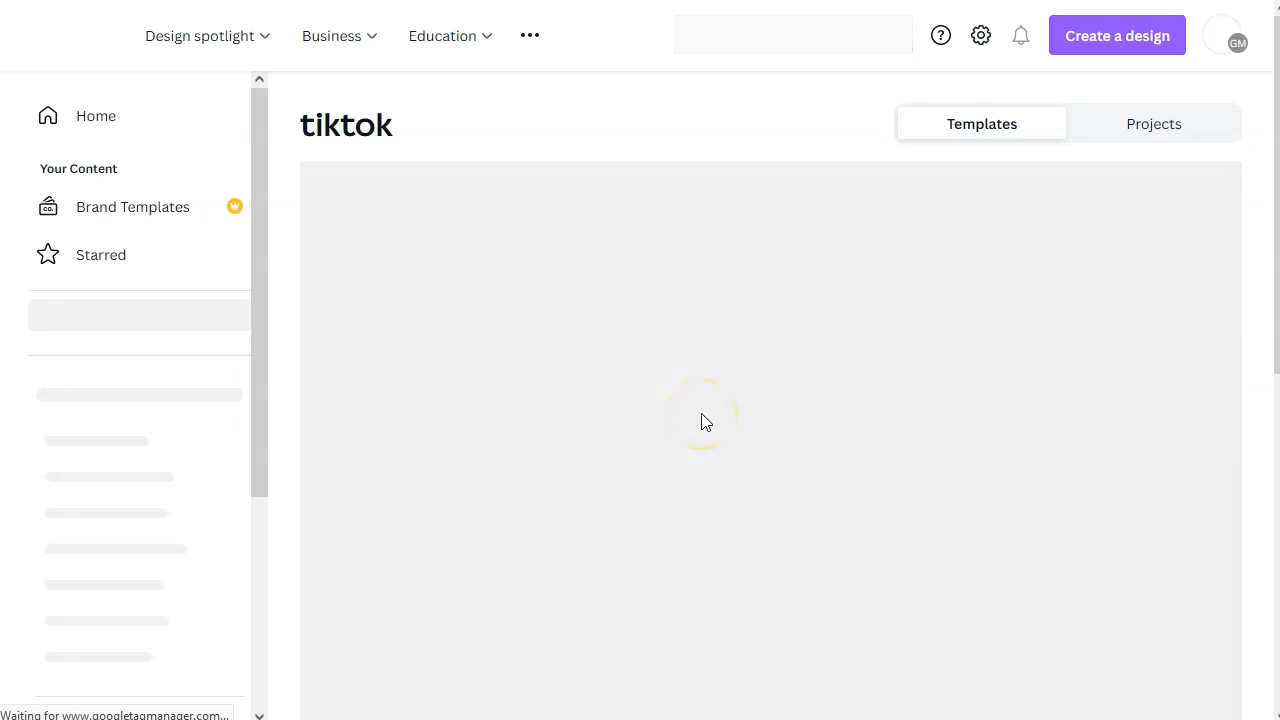 Design spotlight Business Education Create a design
GM
Home
tiktok Templates Projects
Your Content
CO. Brand Templates
Starred
Waiting for www.googletagmanager.com...